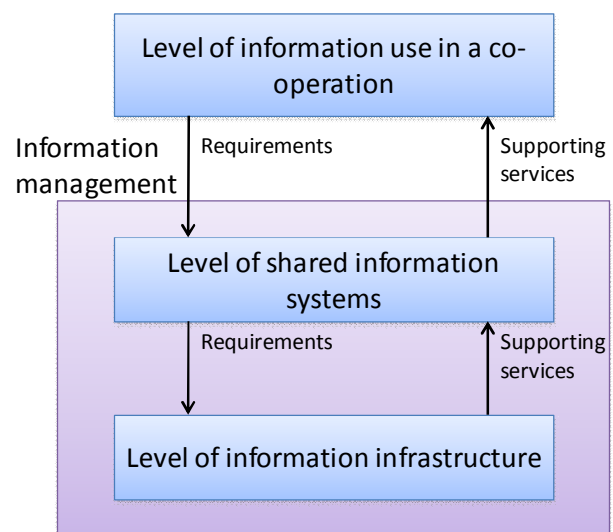 Level of information use in a co-
operation
Information
management
Requirements
Supporting
services
Level of shared information
systems
Requirements
Supporting
services
Level of information infrastructure